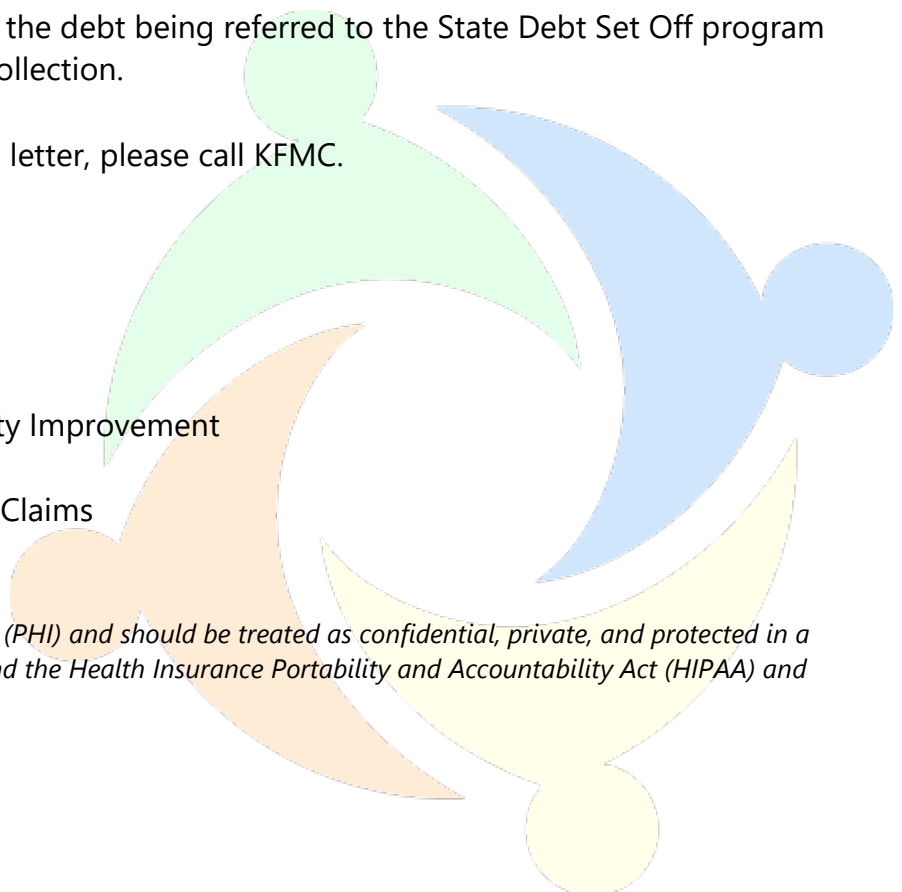 the debt being referred to the State Debt Set Off program
ollection.
letter, please call KFMC.
ty Improvement
Claims
(PHI) and should be treated as confidential, private, and protected in a
nd the Health Insurance Portability and Accountability Act (HIPAA) and